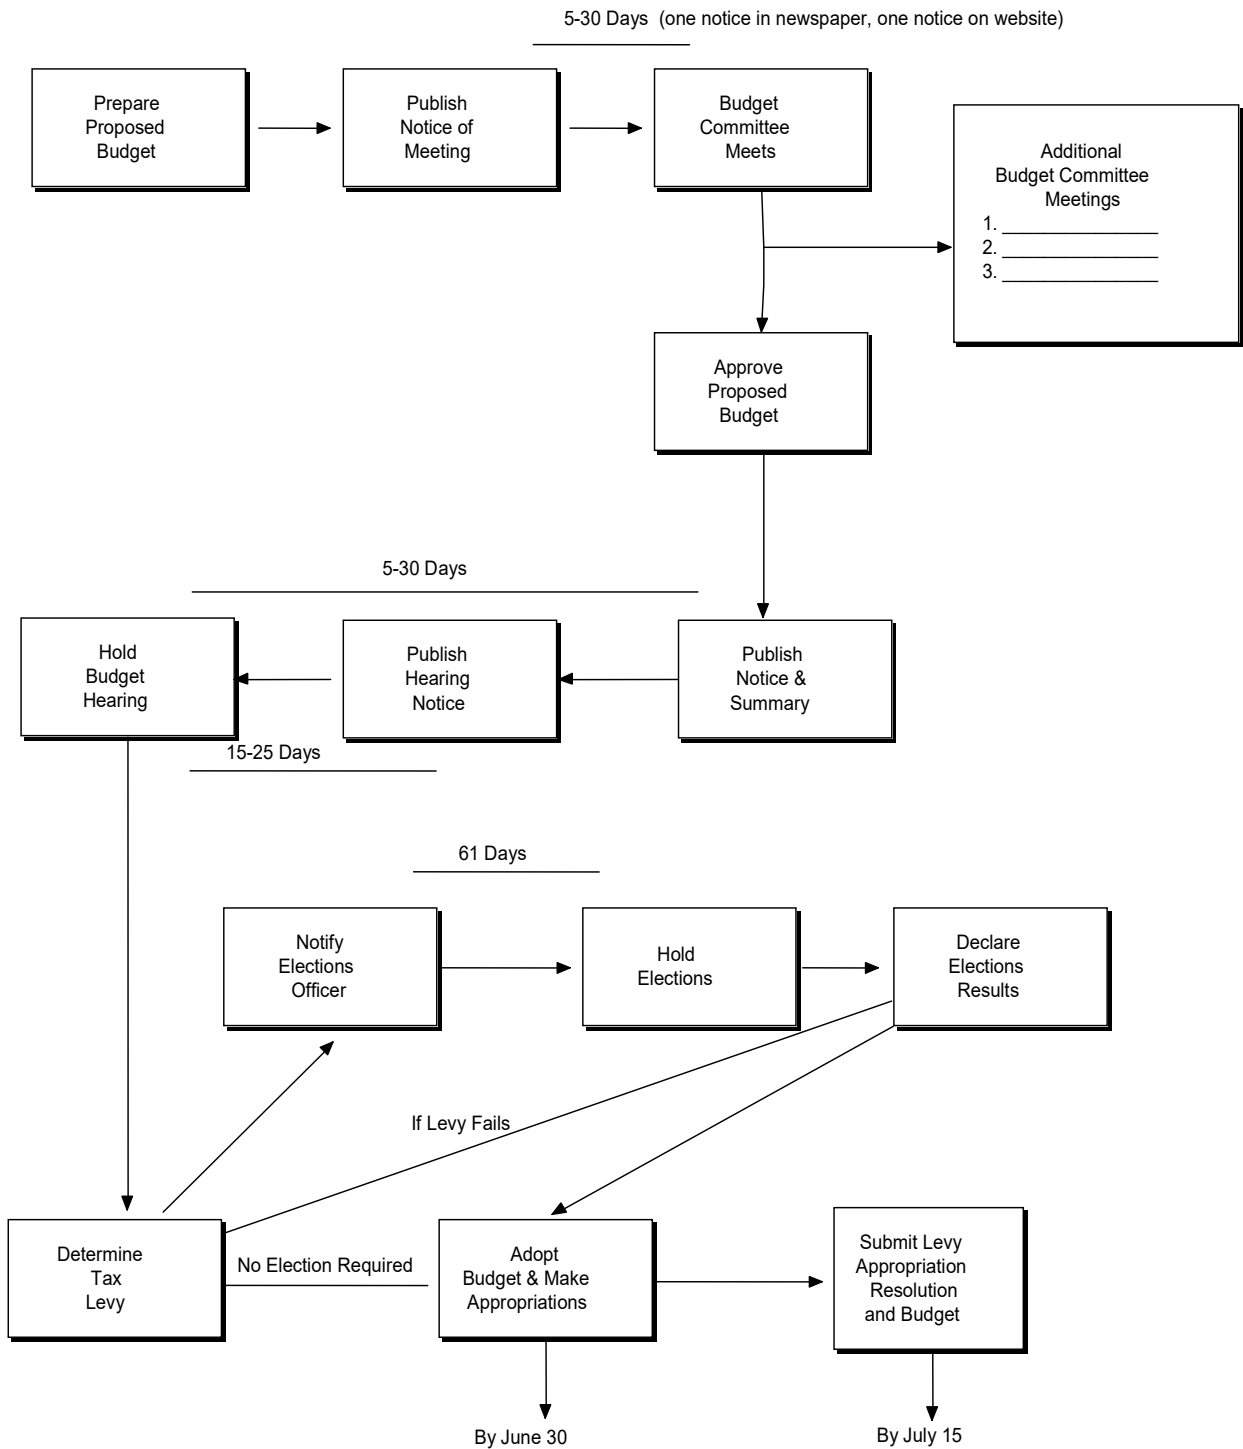 5-30 Days  (one notice in newspaper, one notice on website)
Prepare
Proposed
Budget
Publish
Notice of
Meeting
Budget
Committee
Meets
Additional
Budget Committee
Meetings
1. ________________
2. ________________
3. ________________
Approve
Proposed
Budget
5-30 Days
Hold
Budget
Hearing
Publish
Hearing
Notice
Publish
Notice &
Summary
15-25 Days
61 Days
Notify
Elections
Officer
Hold
Elections
Declare
Elections
Results
If Levy Fails
Determine
Tax
Levy
No Election Required
Adopt
Budget & Make
Appropriations
Submit Levy
Appropriation
Resolution
and Budget
By June 30
By July 15